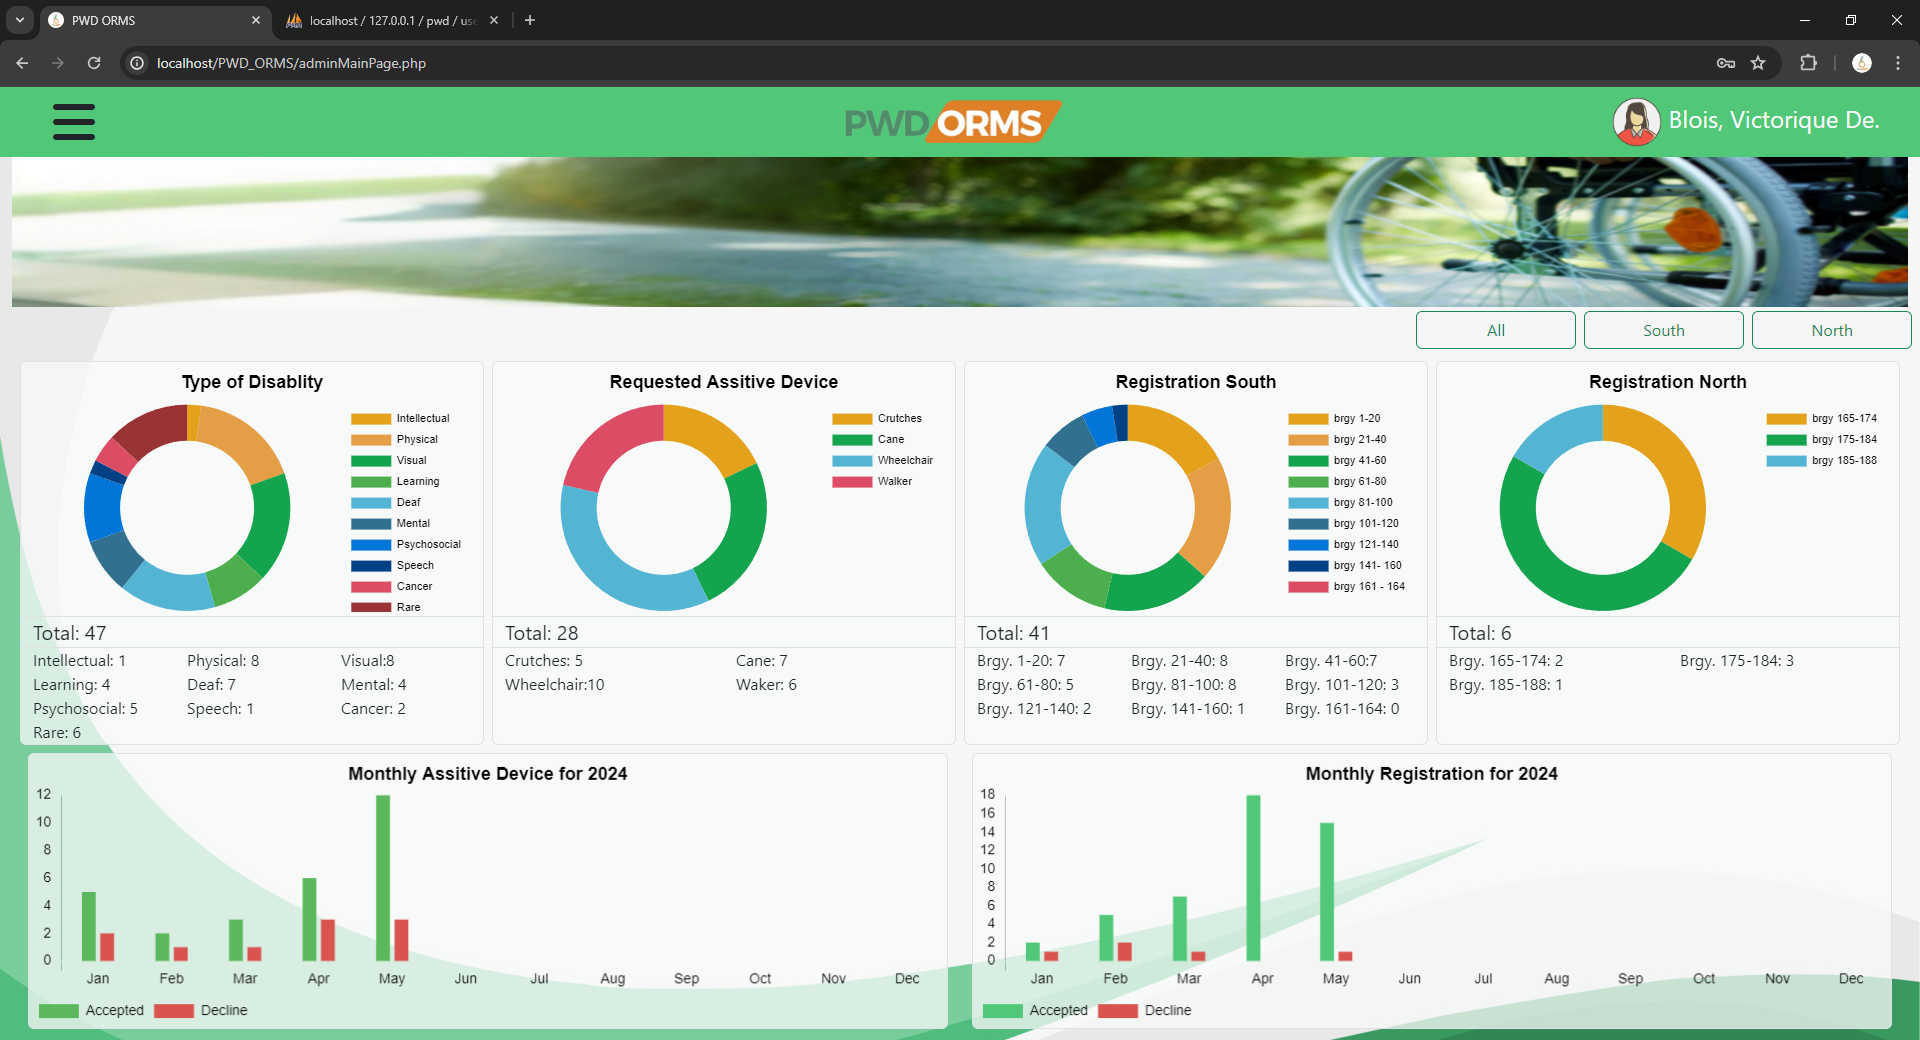 PWD ORMS
localhost / 127.0.0.1 / pwd / use
localhost/PWD_ORMS/adminMainPage.php
PWD ORMS
Blois, Victorique De.
All
South
North
Type of Disablity
Intellectual
Physical
Visual
Learning
Deaf
Mental
Psychosocial
Speech
Cancer
Rare
Total: 47
Intellectual: 1 Physical: 8 Visual:8
Learning: 4 Deaf: 7 Mental: 4
Psychosocial: 5 Speech: 1 Cancer: 2
Rare: 6
Requested Assitive Device
Crutches
Cane
Wheelchair
Walker
Total: 28
Crutches: 5 Cane: 7
Wheelchair:10 Waker: 6
Registration South
brgy 1-20
brgy 21-40
brgy 41-60
brgy 61-80
brgy 81-100
brgy 101-120
brgy 121-140
brgy 141- 160
brgy 161 - 164
Total: 41
Brgy. 1-20: 7 Brgy. 21-40: 8 Brgy. 41-60:7
Brgy. 61-80: 5 Brgy. 81-100: 8 Brgy. 101-120: 3
Brgy. 121-140: 2 Brgy. 141-160: 1 Brgy. 161-164: 0
Registration North
brgy 165-174
brgy 175-184
brgy 185-188
Total: 6
Brgy. 165-174: 2 Brgy. 175-184: 3
Brgy. 185-188: 1
Monthly Assitive Device for 2024
12
10
8
6
4
2
0
Jan Feb Mar Apr May Jun Jul Aug Sep Oct Nov Dec
Accepted Decline
Monthly Registration for 2024
18
16
14
12
10
8
6
4
2
0
Jan Feb Mar Apr May Jun Jul Aug Sep Oct Nov Dec
Accepted Decline